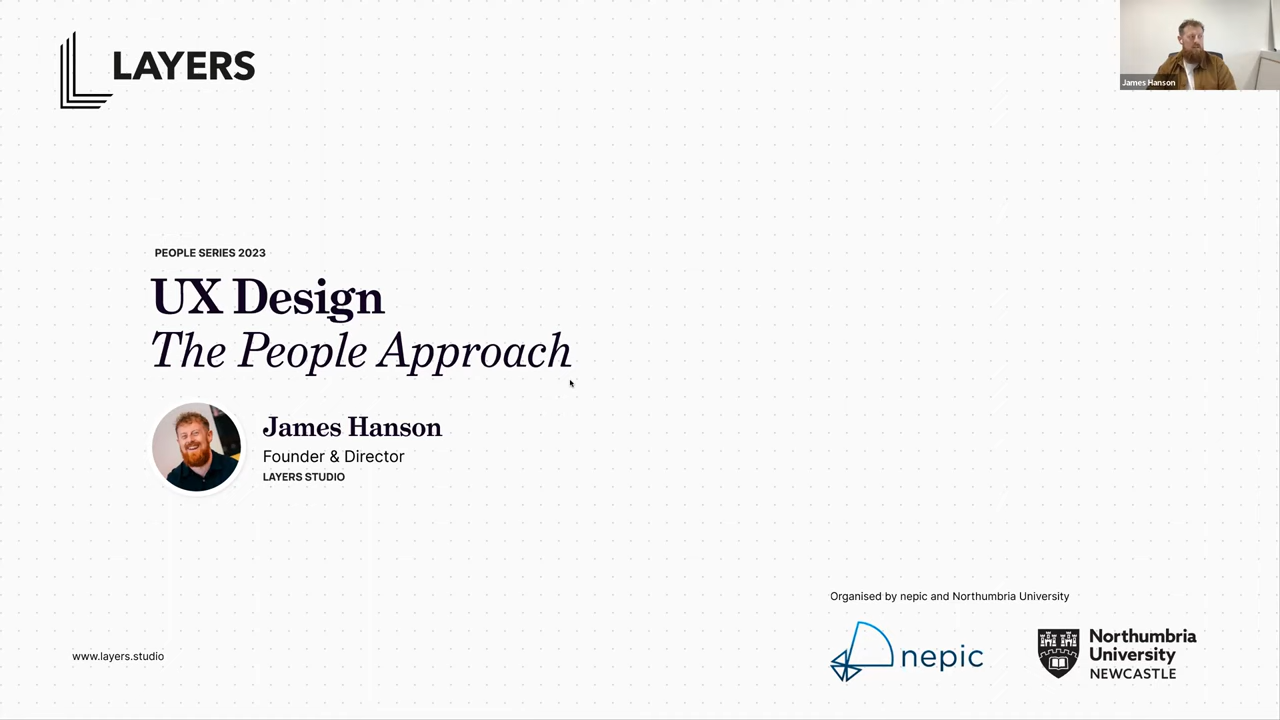 LAYERS
James Hanson
PEOPLE SERIES 2023
UX Design
The People Approach
James Hanson
Founder & Director
LAYERS STUDIO
Organised by nepic and Northumbria University
www.layers.studio
nepic
Northumbria
University
NEWCASTLE